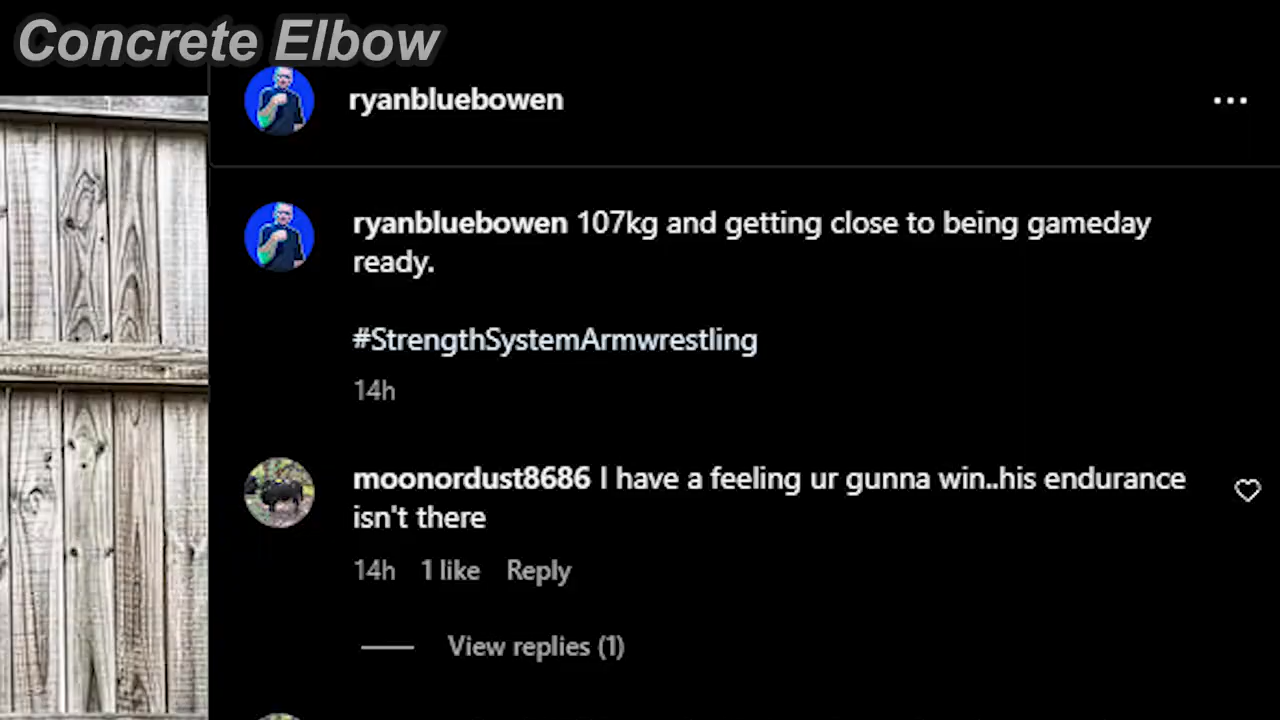 Concrete Elbow
ryanbluebowen
ryanbluebowen 107kg and getting close to being gameday
ready.
#StrengthSystemArmwrestling
14h
moonordust8686 I have a feeling ur gunna win..his endurance
isn't there
14h 1 like Reply
View replies (1)